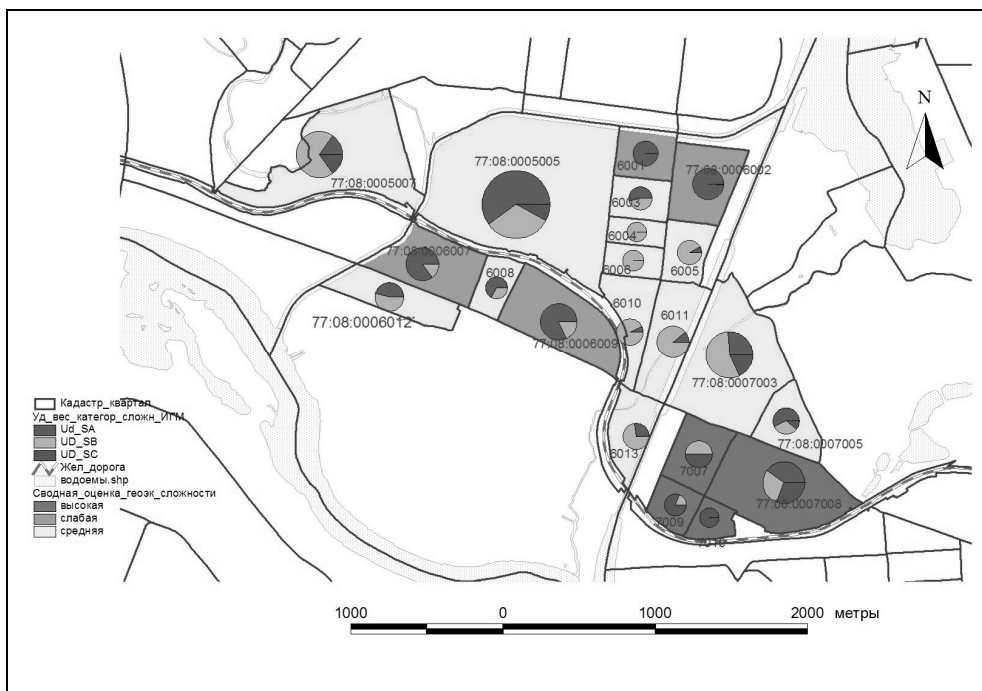 N
77:08:0005005
6001
77:08:0006002
77:08:0005007
6003
6004
77:08:0006007
6006
6005
6008
6010
6011
77:08:0006012
77:08:0006009
77:08:0007003
77:08:0007005
6013
7007
77:08:0007008
7009
7010
Кадастр_квартал
Уд_вес_категор_сложн_ИГМ
Ud_SA
UD_SB
UD_SC
Жел_дорога
водоемы.shp
Сводная_оценка_геоэк_сложности
высокая
слабая
средняя
1000 0 1000 2000 метры